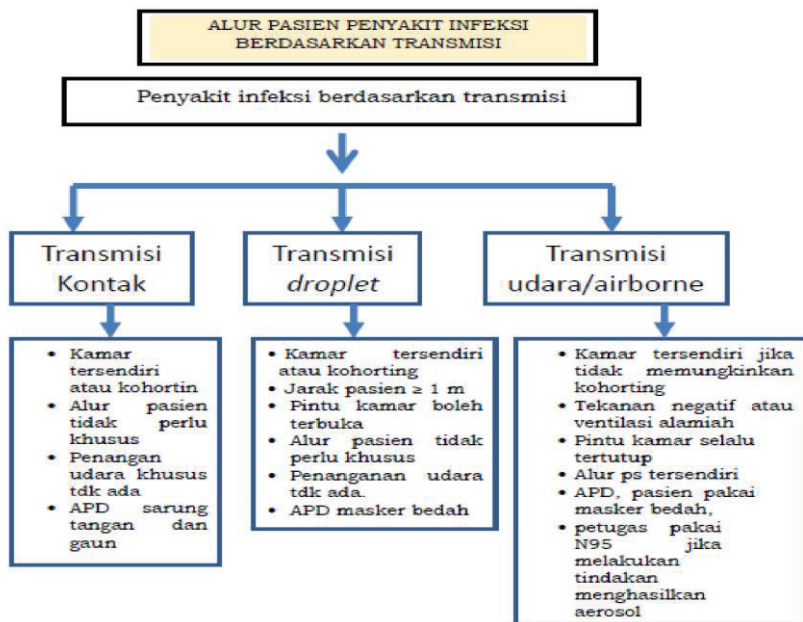 ALUR PASIEN PENYAKIT INFEKSI
BERDASARKAN TRANSMISI
Penyakit infeksi berdasarkan transmisi
Transmisi
Kontak
Transmisi
droplet
Transmisi
udara/airborne
• Kamar
tersendiri
atau kohortin
• Alur pasien
tidak perlu
khusus
• Penangan
udara khusus
tdk ada
• APD sarung
tangan dan
gaun
• Kamar tersendiri
atau kohorting
• Jarak pasien ≥ 1 m
• Pintu kamar boleh
terbuka
• Alur pasien tidak
perlu khusus
• Penanganan udara
tdk ada.
• APD masker bedah
• Kamar tersendiri jika
tidak memungkinkan
kohorting
• Tekanan negatif atau
ventilasi alamiah
• Pintu kamar selalu
tertutup
• Alur ps tersendiri
• APD, pasien pakai
masker bedah,
• petugas pakai
N95 jika
melakukan
tindakan
menghasilkan
aerosol